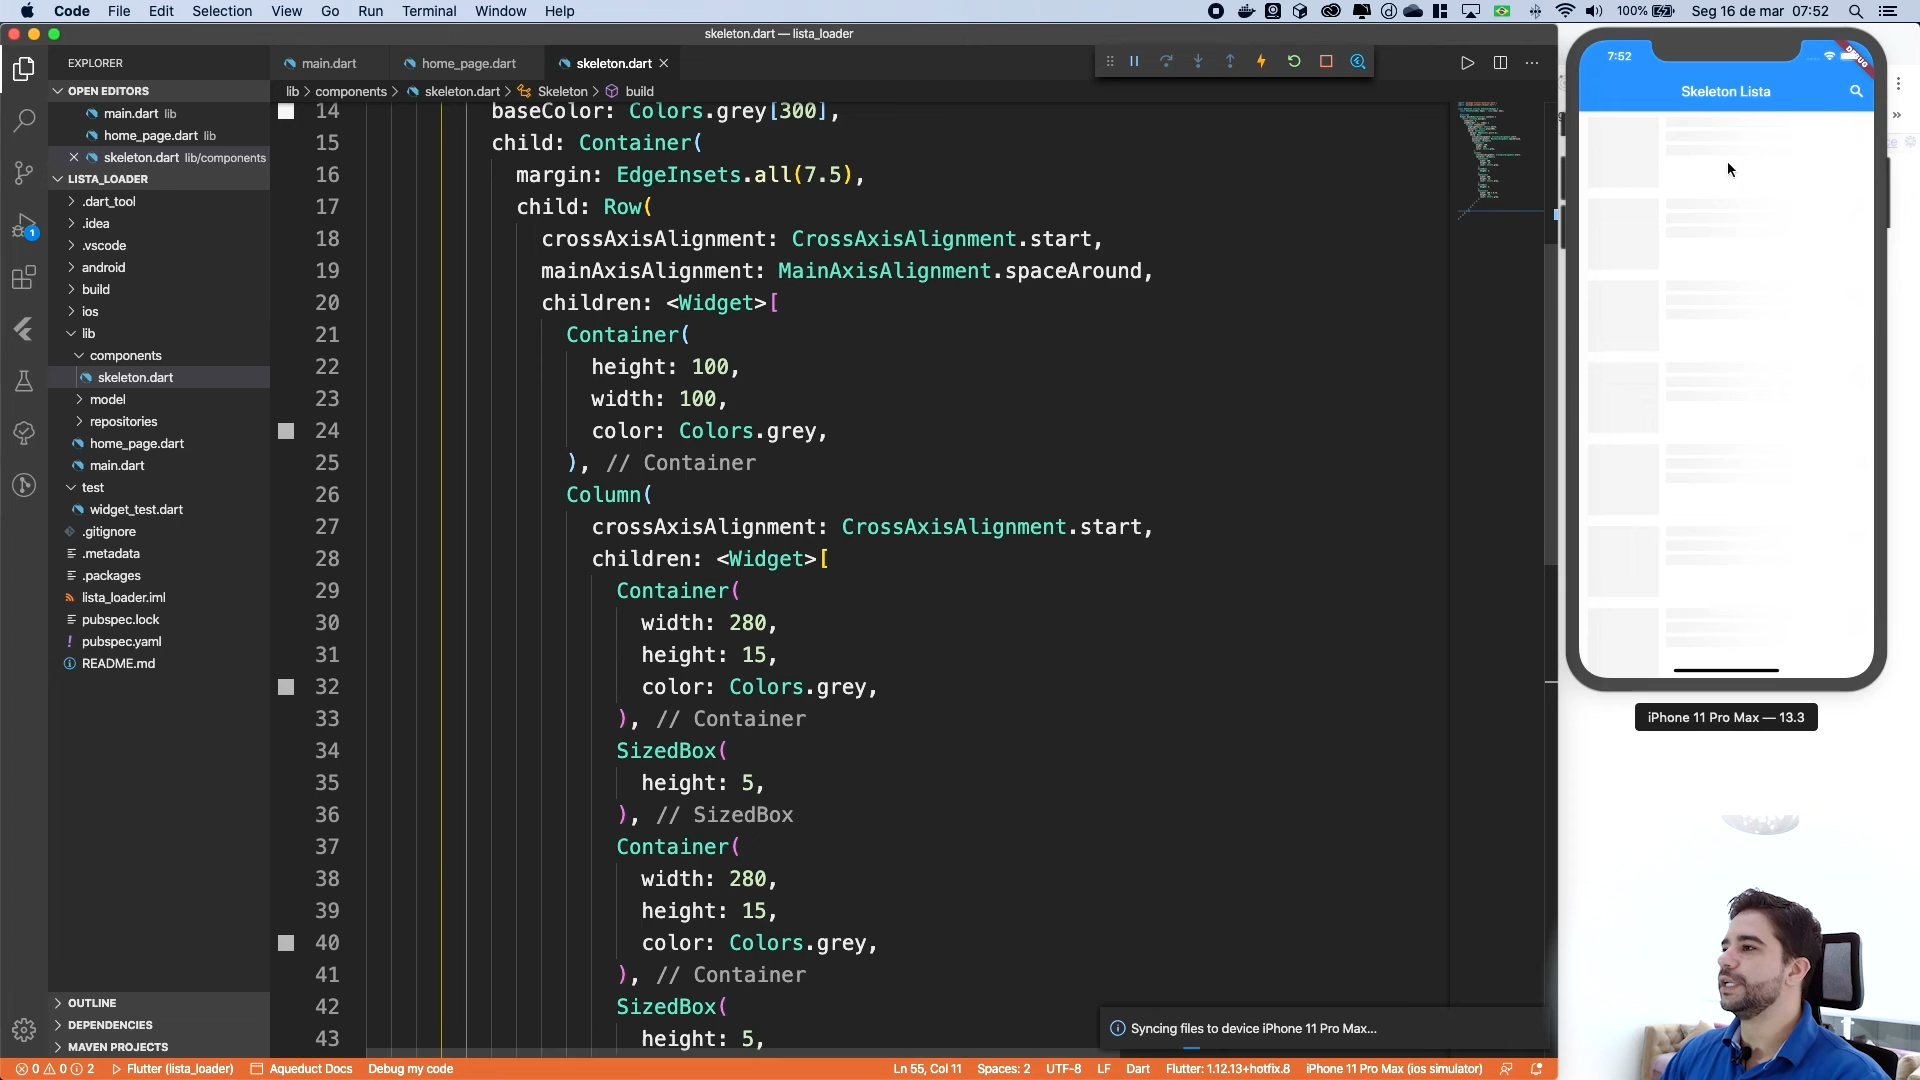 Code File Edit Selection View Go Run Terminal Window Help
100% Seg 16 de mar 07:52
skeleton.dart — lista_loader
EXPLORER
OPEN EDITORS
main.dart lib
home_page.dart lib
skeleton.dart lib/components
LISTA_LOADER
.dart_tool
.idea
.vscode
android
build
ios
lib
components
skeleton.dart
model
repositories
home_page.dart
main.dart
test
widget_test.dart
.gitignore
.metadata
.packages
lista_loader.iml
pubspec.lock
pubspec.yaml
README.md
OUTLINE
DEPENDENCIES
MAVEN PROJECTS
1
main.dart home_page.dart skeleton.dart
lib > components > skeleton.dart > Skeleton > build
14 baseColor: Colors.grey[300],
15 child: Container(
16 margin: EdgeInsets.all(7.5),
17 child: Row(
18 crossAxisAlignment: CrossAxisAlignment.start,
19 mainAxisAlignment: MainAxisAlignment.spaceAround,
20 children: <Widget>[
21 Container(
22 height: 100,
23 width: 100,
24 color: Colors.grey,
25 ), // Container
26 Column(
27 crossAxisAlignment: CrossAxisAlignment.start,
28 children: <Widget>[
29 Container(
30 width: 280,
31 height: 15,
32 color: Colors.grey,
33 ), // Container
34 SizedBox(
35 height: 5,
36 ), // SizedBox
37 Container(
38 width: 280,
39 height: 15,
40 color: Colors.grey,
41 ), // Container
42 SizedBox(
43 height: 5,
Syncing files to device iPhone 11 Pro Max...
0 0 2 Flutter (lista_loader) Aqueduct Docs Debug my code
Ln 55, Col 11 Spaces: 2 UTF-8 LF Dart Flutter: 1.12.13+hotfix.8 iPhone 11 Pro Max (ios simulator)
7:52
DEBUG
Skeleton Lista
iPhone 11 Pro Max — 13.3